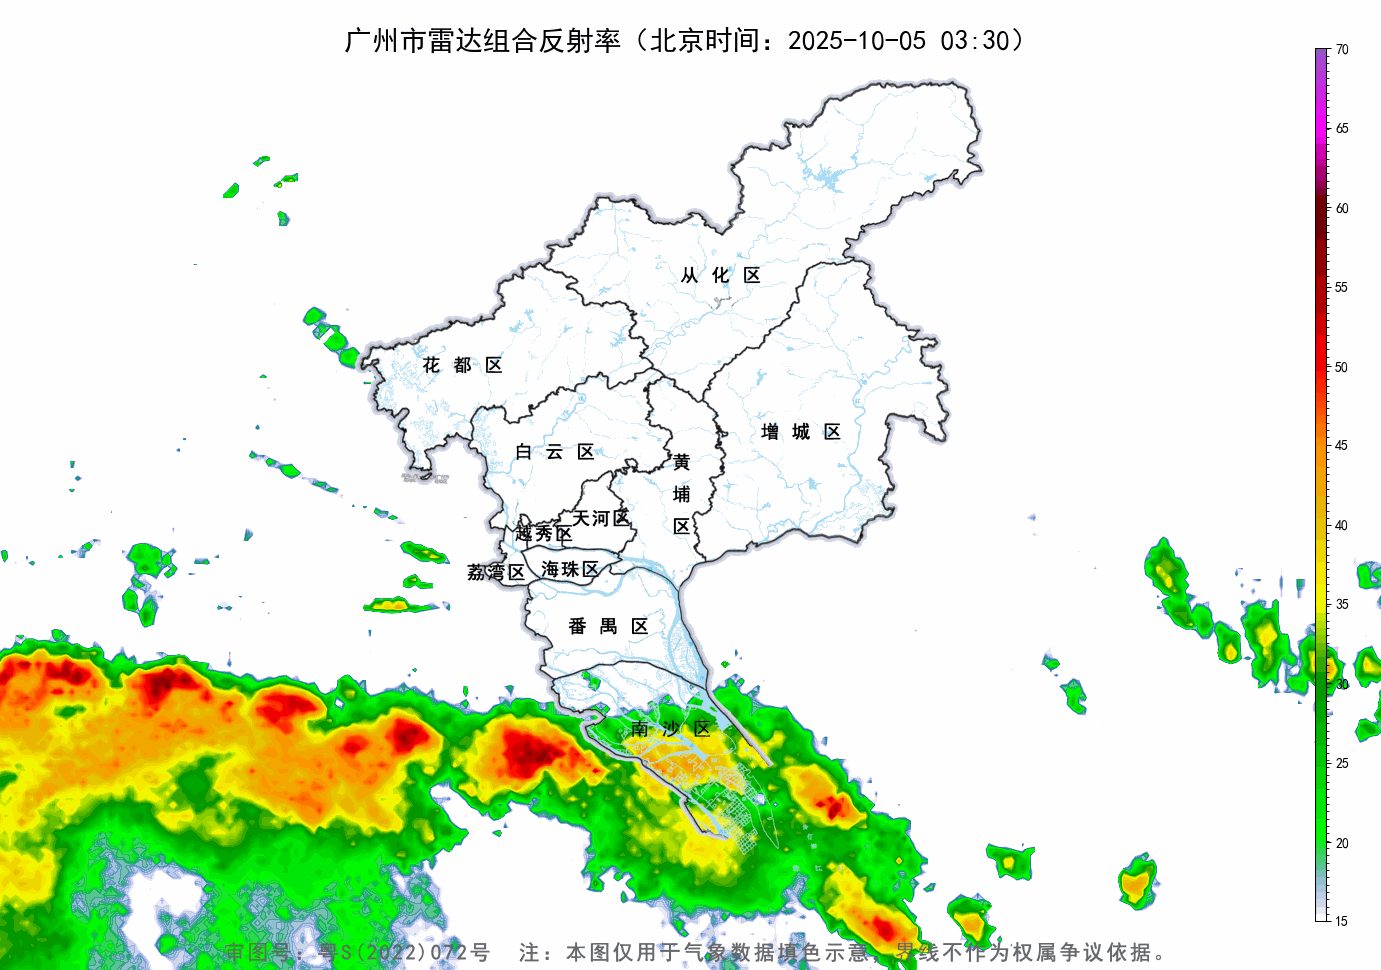 广州市雷达组合反射率（北京时间：2025-10-05 03:30）
70
65
60
55
50
45
40
35
30
25
20
15
从化区
花都区
增城区
白云区
黄埔区
天河区
越秀区
荔湾区
海珠区
番禺区
南沙区
审图号：粤S(2022)072号 注：本图仅用于气象数据填色示意，界线不作为权属争议依据。